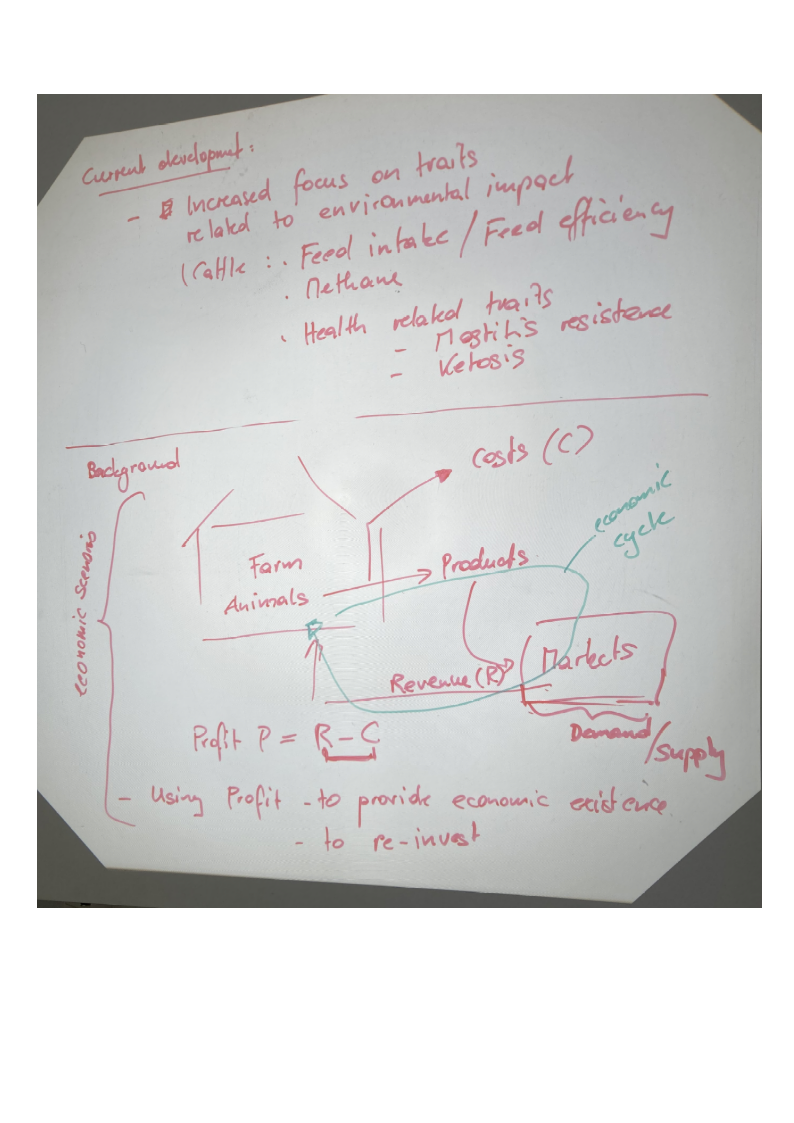 Current development:
- Increased focus on traits
related to environmental impact
(Cattle : . Feed intake / Feed efficiency
. Methane
. Health related traits
- Mastitis resistence
- Ketosis
Background
Costs (C)
economic
cycle
economic Scenario
Farm
Animals
Products
Markets
Revenue (R)
Demand/Supply
Profit P = R - C
- Using Profit - to provide economic existence
- to re-invest